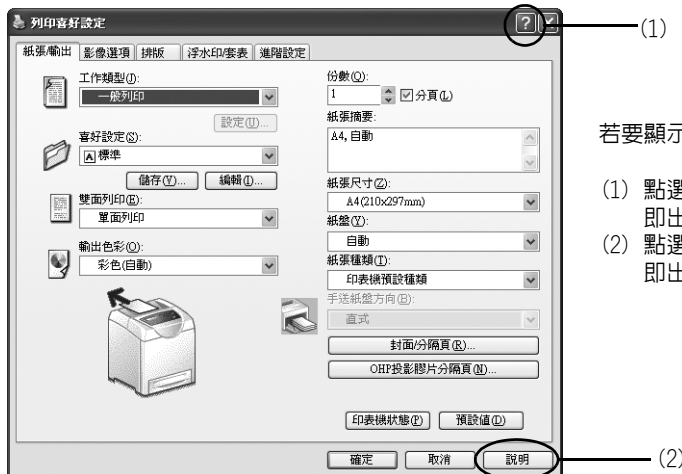 列印喜好設定
(1)
紙張/輸出 影像選項 排版 浮水印/套表 進階設定
工作類型(J):
一般列印
設定(U)...
喜好設定(S):
標準
儲存(V)... 編輯(I)...
雙面列印(E):
單面列印
輸出色彩(O):
彩色(自動)
份數(Q):
1 分頁(L)
紙張摘要:
A4, 自動
紙張尺寸(Z):
A4(210x297mm)
紙盤(Y):
自動
紙張種類(T):
印表機預設種類
手送紙盤方向(B):
直式
封面/分隔頁(R)...
OHP投影膠片分隔頁(N)...
印表機狀態(P) 預設值(D)
確定 取消 說明
(2)
若要顯示
(1) 點選
即出
(2) 點選
即出